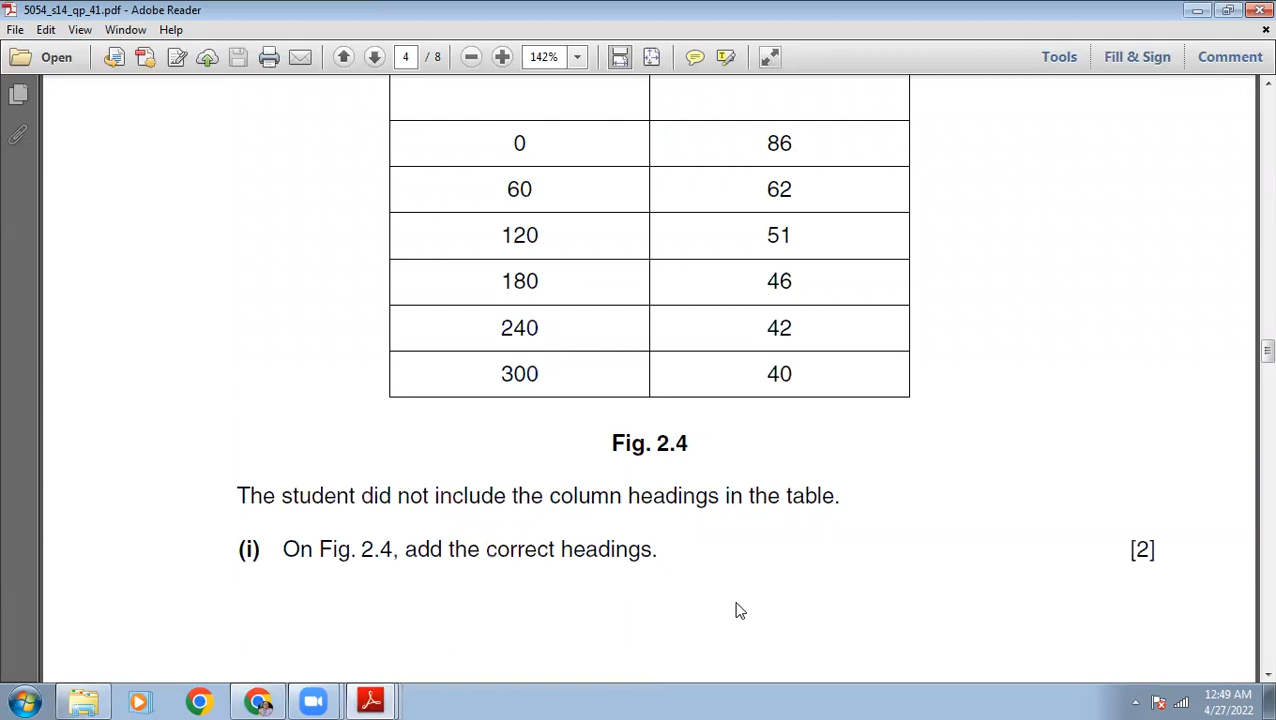 5054_s14_qp_41.pdf - Adobe Reader
File Edit View Window Help
Open 4 / 8 142% Tools Fill & Sign Comment
0 86
60 62
120 51
180 46
240 42
300 40
Fig. 2.4
The student did not include the column headings in the table.
(i) On Fig. 2.4, add the correct headings. [2]
12:49 AM
4/27/2022